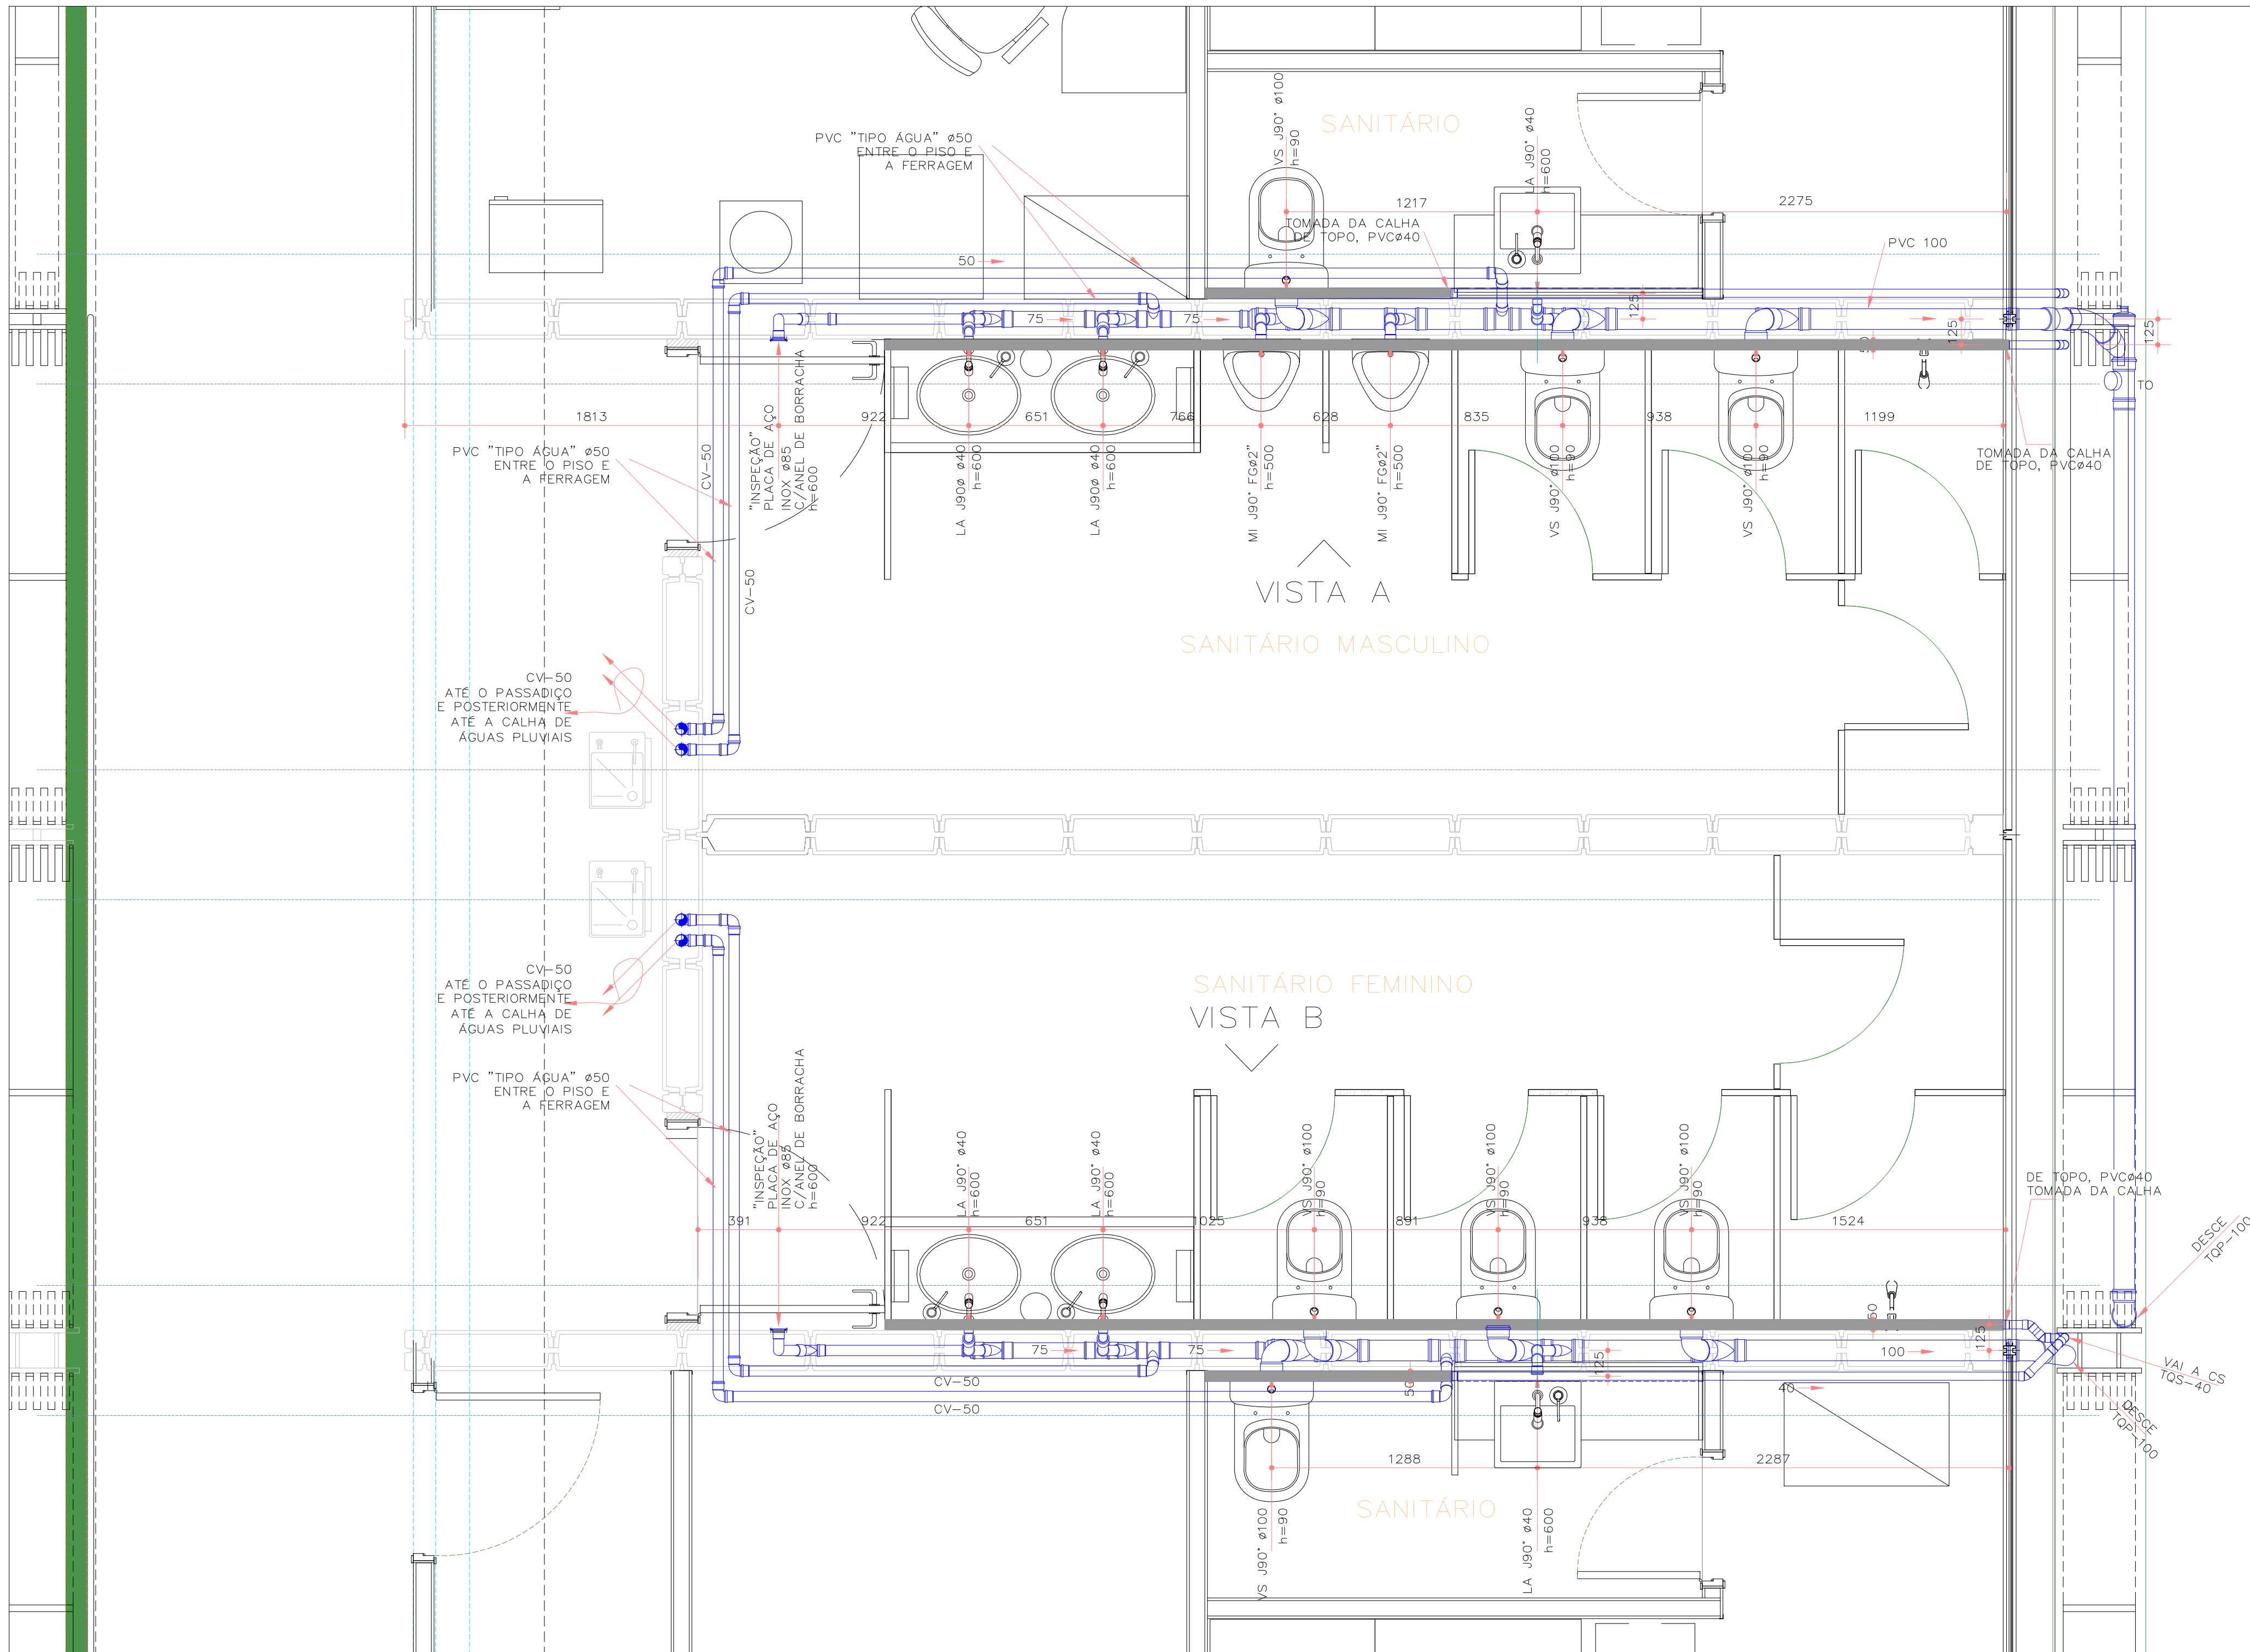 PVC "TIPO ÁGUA" ø50
ENTRE O PISO E
A FERRAGEM
VS J90° ø100
h=90
SANITÁRIO
LA J90° ø40
h=600
1217
2275
TOMADA DA CALHA
DE TOPO, PVCø40
PVC 100
50
75
75
125
50
125
125
TO
1813
922
651
766
628
835
938
1199
PVC "TIPO ÁGUA" ø50
ENTRE O PISO E
A FERRAGEM
CV-50
CV-50
"INSPEÇÃO"
PLACA DE AÇO
INOX ø85
C/ANEL DE BORRACHA
h=600
LA J90ø ø40
h=600
LA J90ø ø40
h=600
MI J90° FGø2"
h=500
MI J90° FGø2"
h=500
VS J90° ø100
h=90
VS J90° ø100
h=90
TOMADA DA CALHA
DE TOPO, PVCø40
VISTA A
SANITÁRIO MASCULINO
CV-50
ATÉ O PASSADIÇO
E POSTERIORMENTE
ATÉ A CALHA DE
ÁGUAS PLUVIAIS
CV-50
ATÉ O PASSADIÇO
E POSTERIORMENTE
ATÉ A CALHA DE
ÁGUAS PLUVIAIS
SANITÁRIO FEMININO
VISTA B
PVC "TIPO ÁGUA" ø50
ENTRE O PISO E
A FERRAGEM
"INSPEÇÃO"
PLACA DE AÇO
INOX ø85
C/ANEL DE BORRACHA
h=600
LA J90° ø40
h=600
LA J90° ø40
h=600
VS J90° ø100
h=90
VS J90° ø100
h=90
VS J90° ø100
h=90
DE TOPO, PVCø40
TOMADA DA CALHA
391
922
651
1025
891
938
1524
DESCE
TQP-100
75
75
50
125
125
100
CV-50
CV-50
50
40
VAI A CS
TQS-40
DESCE
TQP-100
1288
2287
SANITÁRIO
VS J90° ø100
h=90
LA J90° ø40
h=600